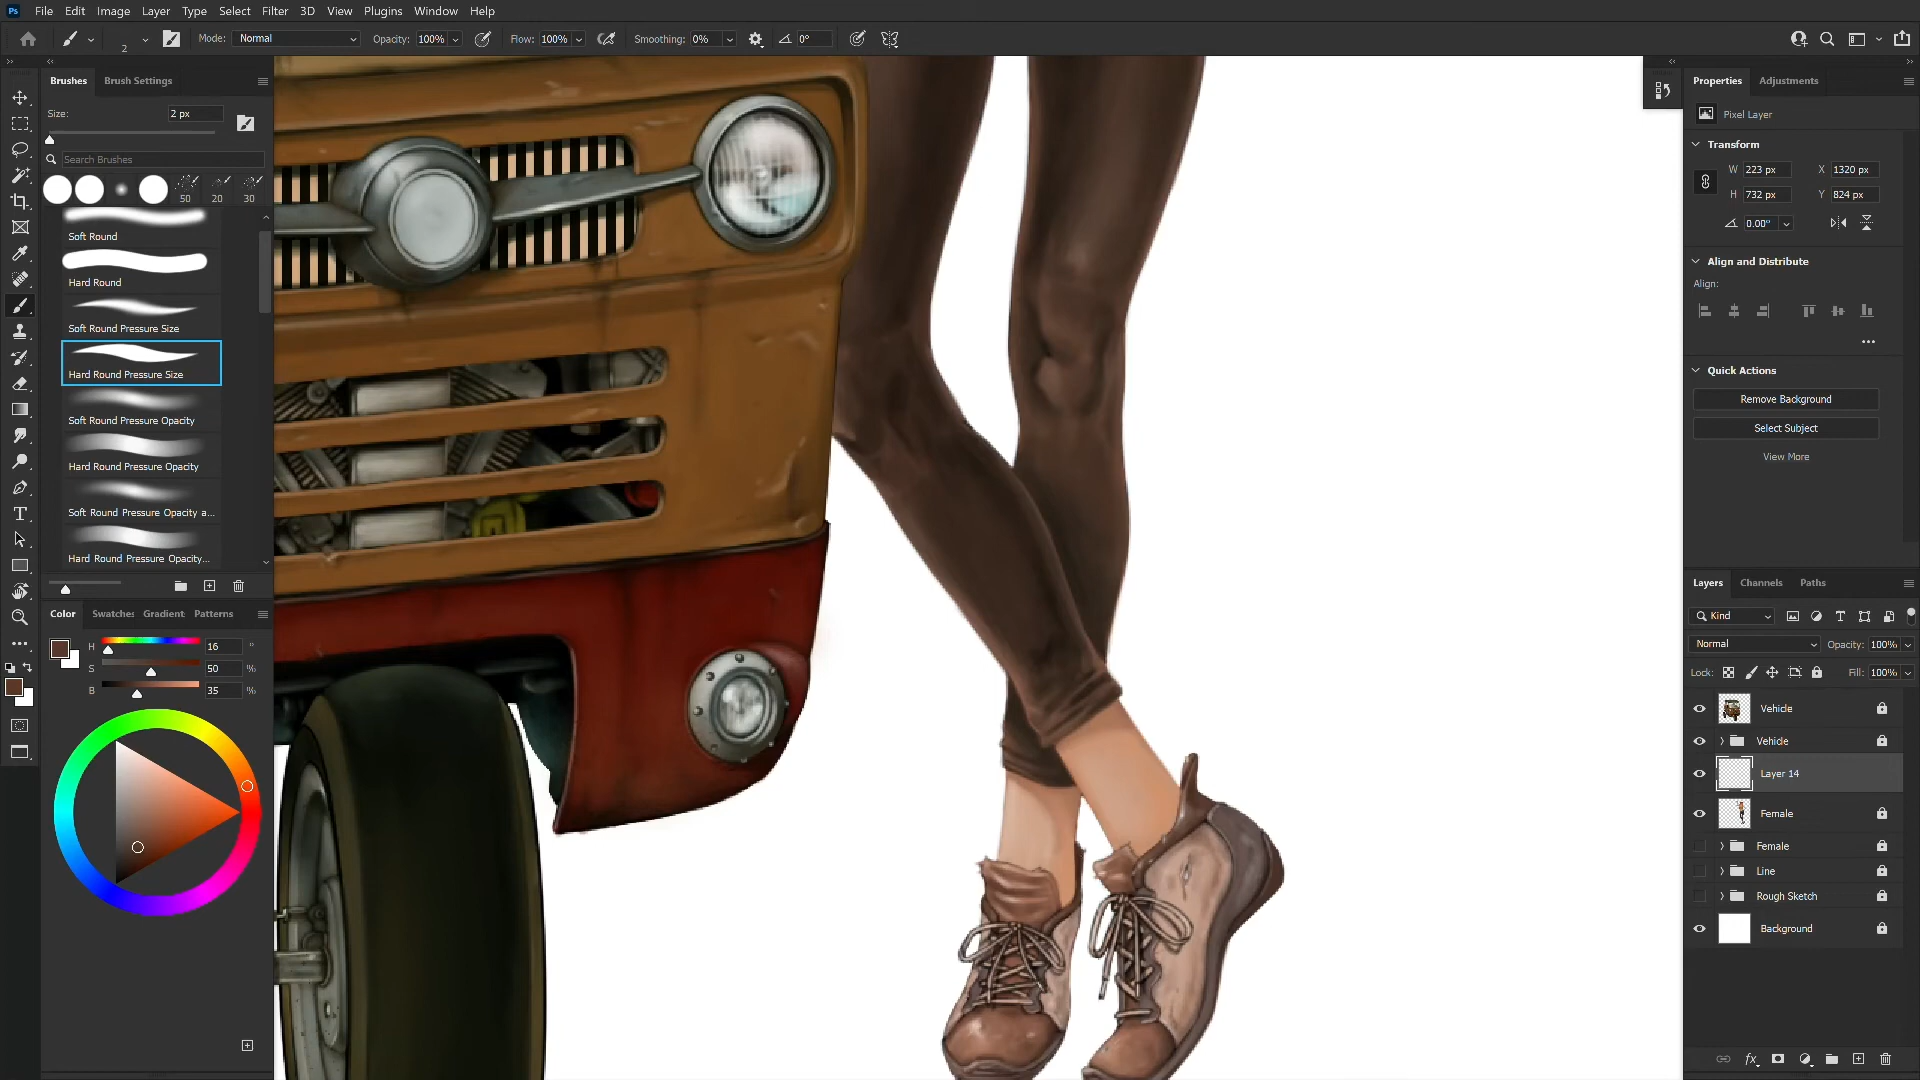 Ps File Edit Image Layer Type Select Filter 3D View Plugins Window Help
2 Mode: Normal Opacity: 100% Flow: 100% Smoothing: 0% 0°
Brushes Brush Settings
Size: 2 px
Search Brushes
50 20 30
Soft Round
Hard Round
Soft Round Pressure Size
Hard Round Pressure Size
Soft Round Pressure Opacity
Hard Round Pressure Opacity
Soft Round Pressure Opacity a...
Hard Round Pressure Opacity...
Color Swatches Gradient Patterns
H 16 °
S 50 %
B 35 %
Properties Adjustments
Pixel Layer
Transform
W 223 px X 1320 px
H 732 px Y 824 px
0.00°
Align and Distribute
Align:
Quick Actions
Remove Background
Select Subject
View More
Layers Channels Paths
Kind
Normal Opacity: 100%
Lock: Fill: 100%
Vehicle
Vehicle
Layer 14
Female
Female
Line
Rough Sketch
Background
fx